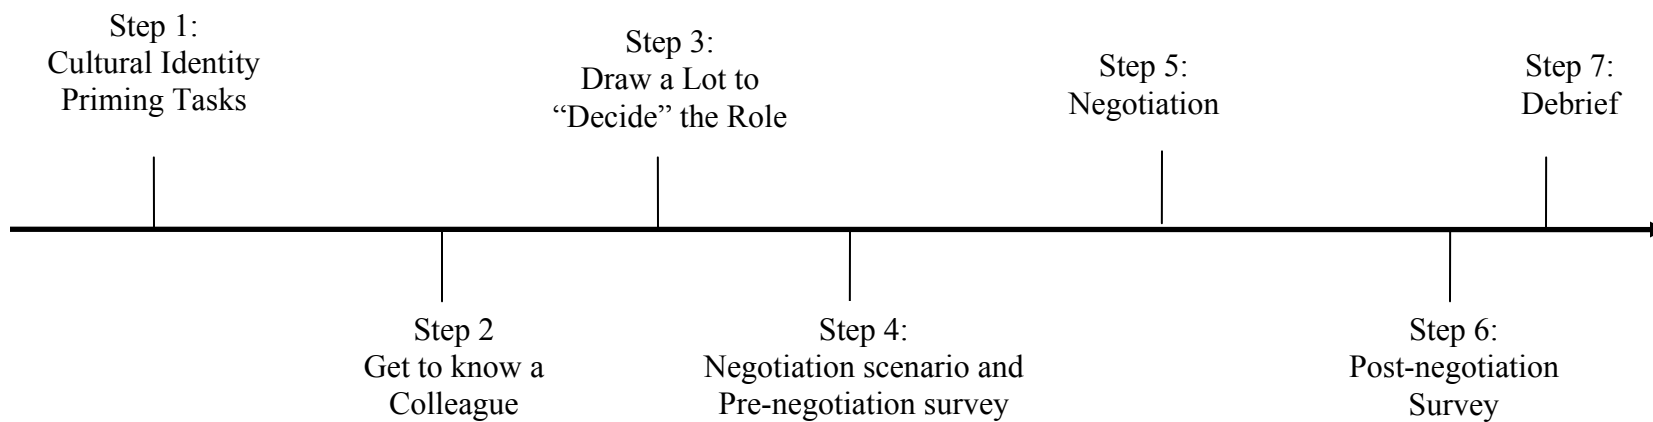 Step 1:
Cultural Identity
Priming Tasks
Step 2
Get to know a
Colleague
Step 3:
Draw a Lot to
“Decide” the Role
Step 4:
Negotiation scenario and
Pre-negotiation survey
Step 5:
Negotiation
Step 6:
Post-negotiation
Survey
Step 7:
Debrief